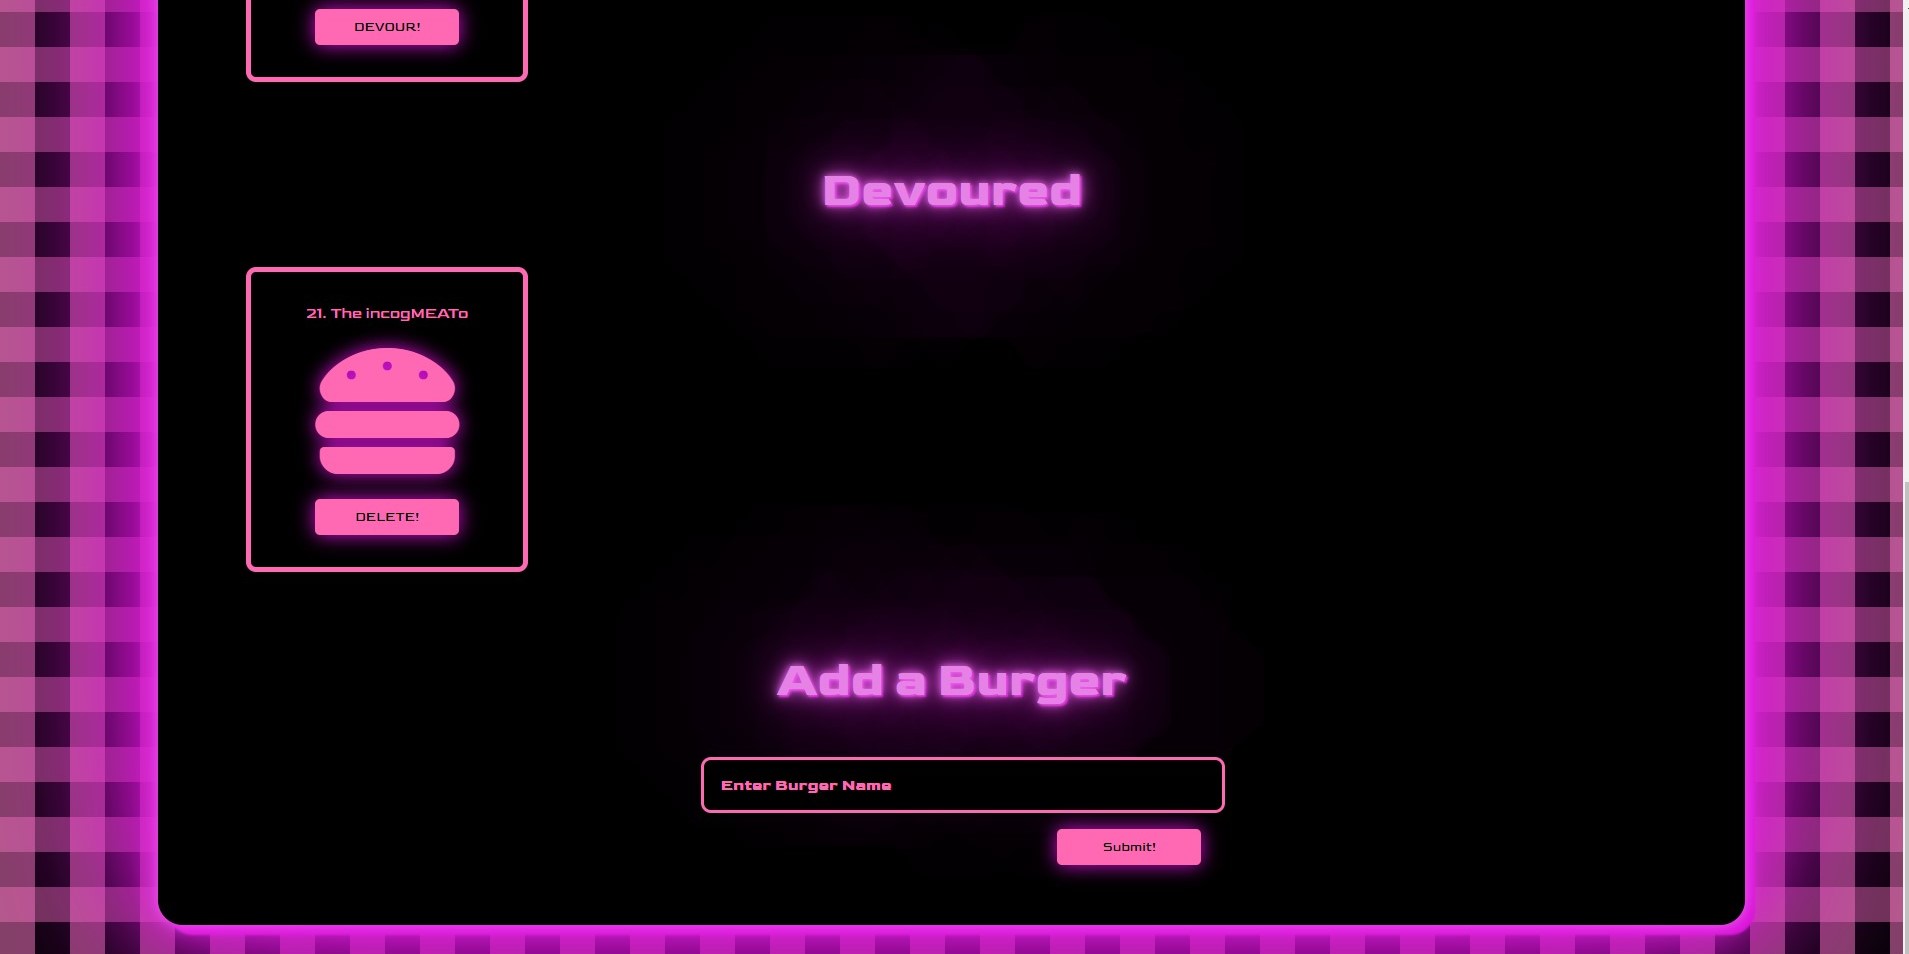 DEVOUR!
Devoured
21. The incogMEATo
DELETE!
Add a Burger
Enter Burger Name
Submit!